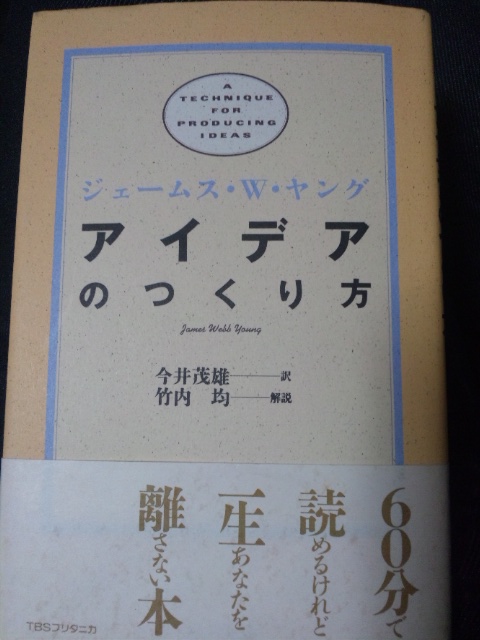 A
TECHNIQUE
FOR
PRODUCING
IDEAS
ジェームス・W・ヤング
アイデア
のつくり方
James Webb Young
今井茂雄――訳
竹内 均――解説
60分で
読めるけれど
一生あなたを
離さない本
TBSブリタニカ